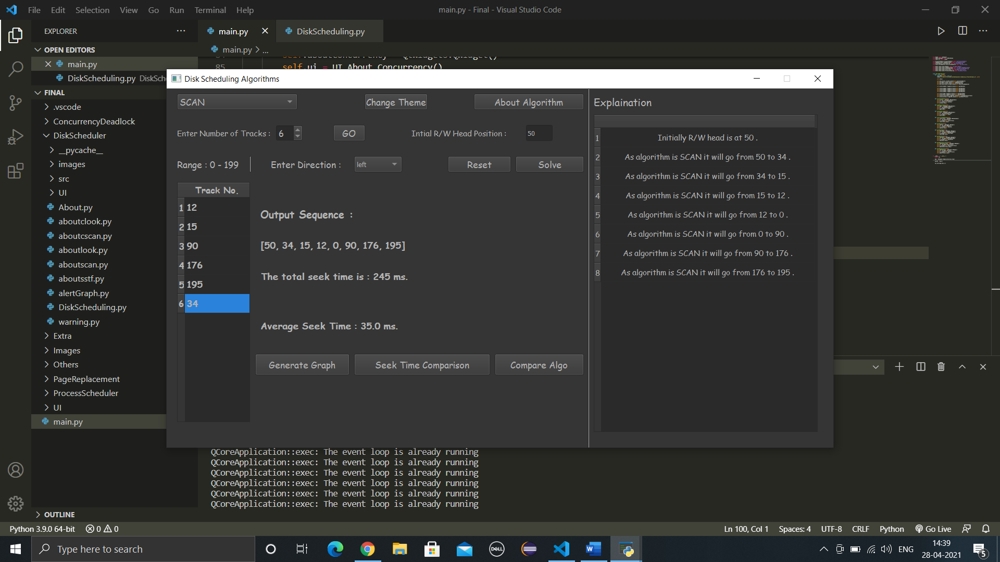 File Edit Selection View Go Run Terminal Help
main.py - Final - Visual Studio Code
EXPLORER
main.py
DiskScheduling.py
OPEN EDITORS
main.py
DiskScheduling.py DiskSch
FINAL
.vscode
ConcurrencyDeadlock
DiskScheduler
__pycache__
images
src
UI
About.py
aboutclook.py
aboutcscan.py
aboutlook.py
aboutscan.py
aboutsstf.py
alertGraph.py
DiskScheduling.py
warning.py
Extra
Images
Others
PageReplacement
ProcessScheduler
UI
main.py
OUTLINE
main.py > ...
85
self.ui = UI_About_Concurrency()
Disk Scheduling Algorithms
SCAN
Change Theme
About Algorithm
Enter Number of Tracks :
6
GO
Intial R/W Head Position :
50
Range : 0 - 199
Enter Direction :
left
Reset
Solve
Track No.
1 12
2 15
3 90
4 176
5 195
6 34
Output Sequence :
[50, 34, 15, 12, 0, 90, 176, 195]
The total seek time is : 245 ms.
Average Seek Time : 35.0 ms.
Generate Graph
Seek Time Comparison
Compare Algo
Explaination
1 Initially R/W head is at 50 .
2 As algorithm is SCAN it will go from 50 to 34 .
3 As algorithm is SCAN it will go from 34 to 15 .
4 As algorithm is SCAN it will go from 15 to 12 .
5 As algorithm is SCAN it will go from 12 to 0 .
6 As algorithm is SCAN it will go from 0 to 90 .
7 As algorithm is SCAN it will go from 90 to 176 .
8 As algorithm is SCAN it will go from 176 to 195 .
QCoreApplication::exec: The event loop is already running
QCoreApplication::exec: The event loop is already running
QCoreApplication::exec: The event loop is already running
QCoreApplication::exec: The event loop is already running
QCoreApplication::exec: The event loop is already running
QCoreApplication::exec: The event loop is already running
Python 3.9.0 64-bit
0
0
Ln 100, Col 1
Spaces: 4
UTF-8
CRLF
Python
Go Live
Type here to search
DELL
W
ENG
14:39
28-04-2021
5